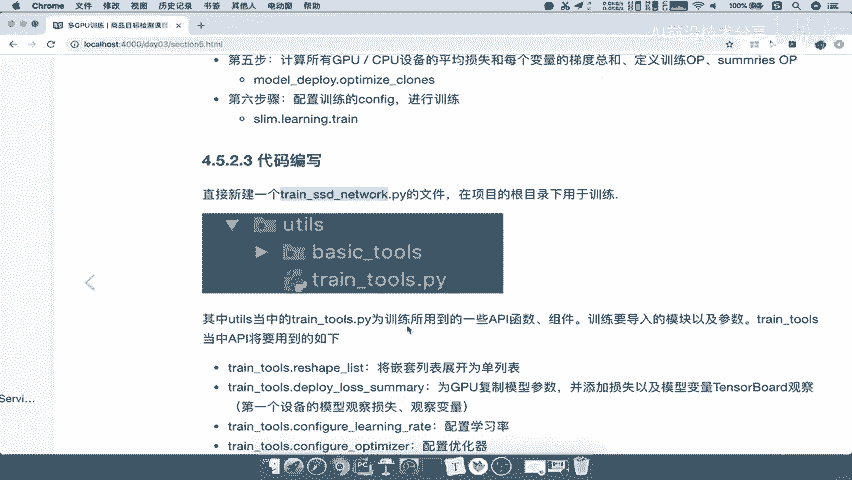 Chrome 文件 修改 视图 历史记录 书签 其他人 电动窗 帮助
100%
多GPU训练 | 商品目标检测课
AI前沿技术分享
localhost:4000/day03/section5.html
第五步：计算所有GPU / CPU设备的平均损失和每个变量的梯度总和、定义训练OP、summries OP
model_deploy.optimize_clones
第六步骤：配置训练的config，进行训练
slim.learning.train
4.5.2.3 代码编写
直接新建一个train_ssd_network.py的文件，在项目的根目录下用于训练.
utils
basic_tools
train_tools.py
其中utils当中的train_tools.py为训练所用到的一些API函数、组件。训练要导入的模块以及参数。train_tools
当中API将要用到的如下
train_tools.reshape_list：将嵌套列表展开为单列表
Servi...
train_tools.deploy_loss_summary：为GPU复制模型参数，并添加损失以及模型变量TensorBoard观察
（第一个设备的模型观察损失、观察变量）
train_tools.configure_learning_rate：配置学习率
train_tools.configure_optimizer：配置优化器